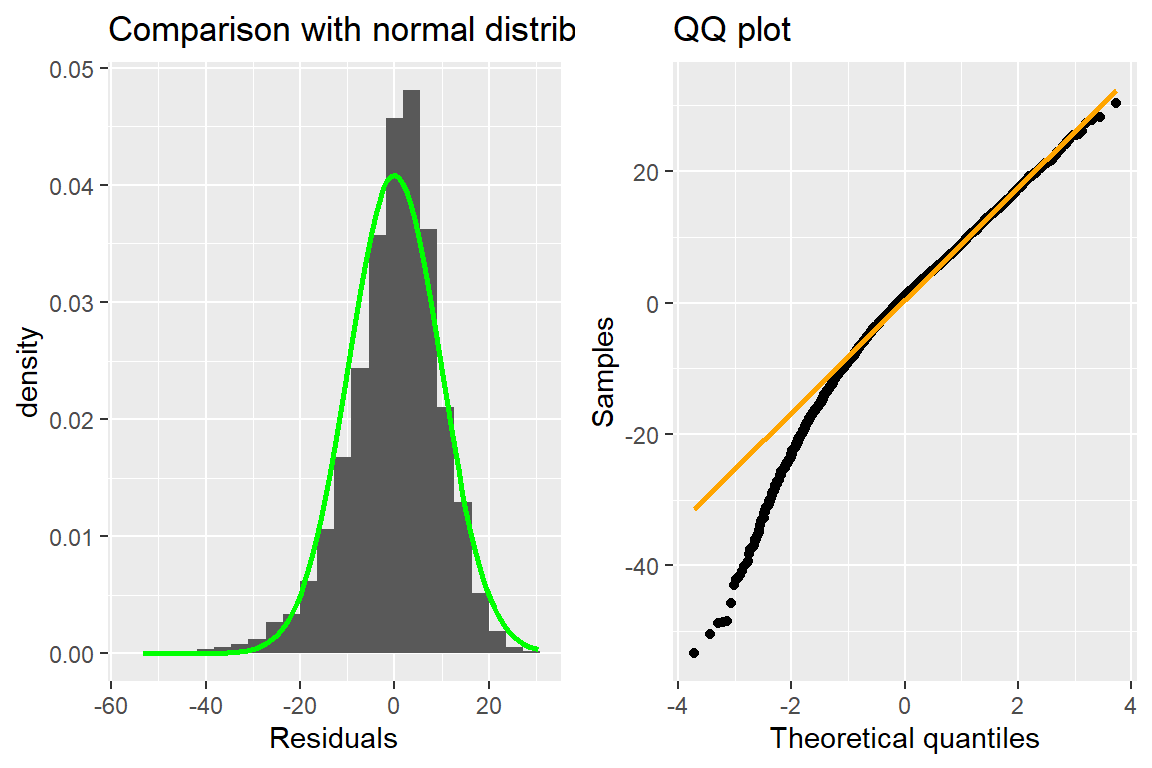 Comparison with normal distrib
0.05
0.04
0.03
0.02
0.01
0.00
density
-60 -40 -20 0 20
Residuals
QQ plot
20
0
-20
-40
Samples
-4 -2 0 2 4
Theoretical quantiles